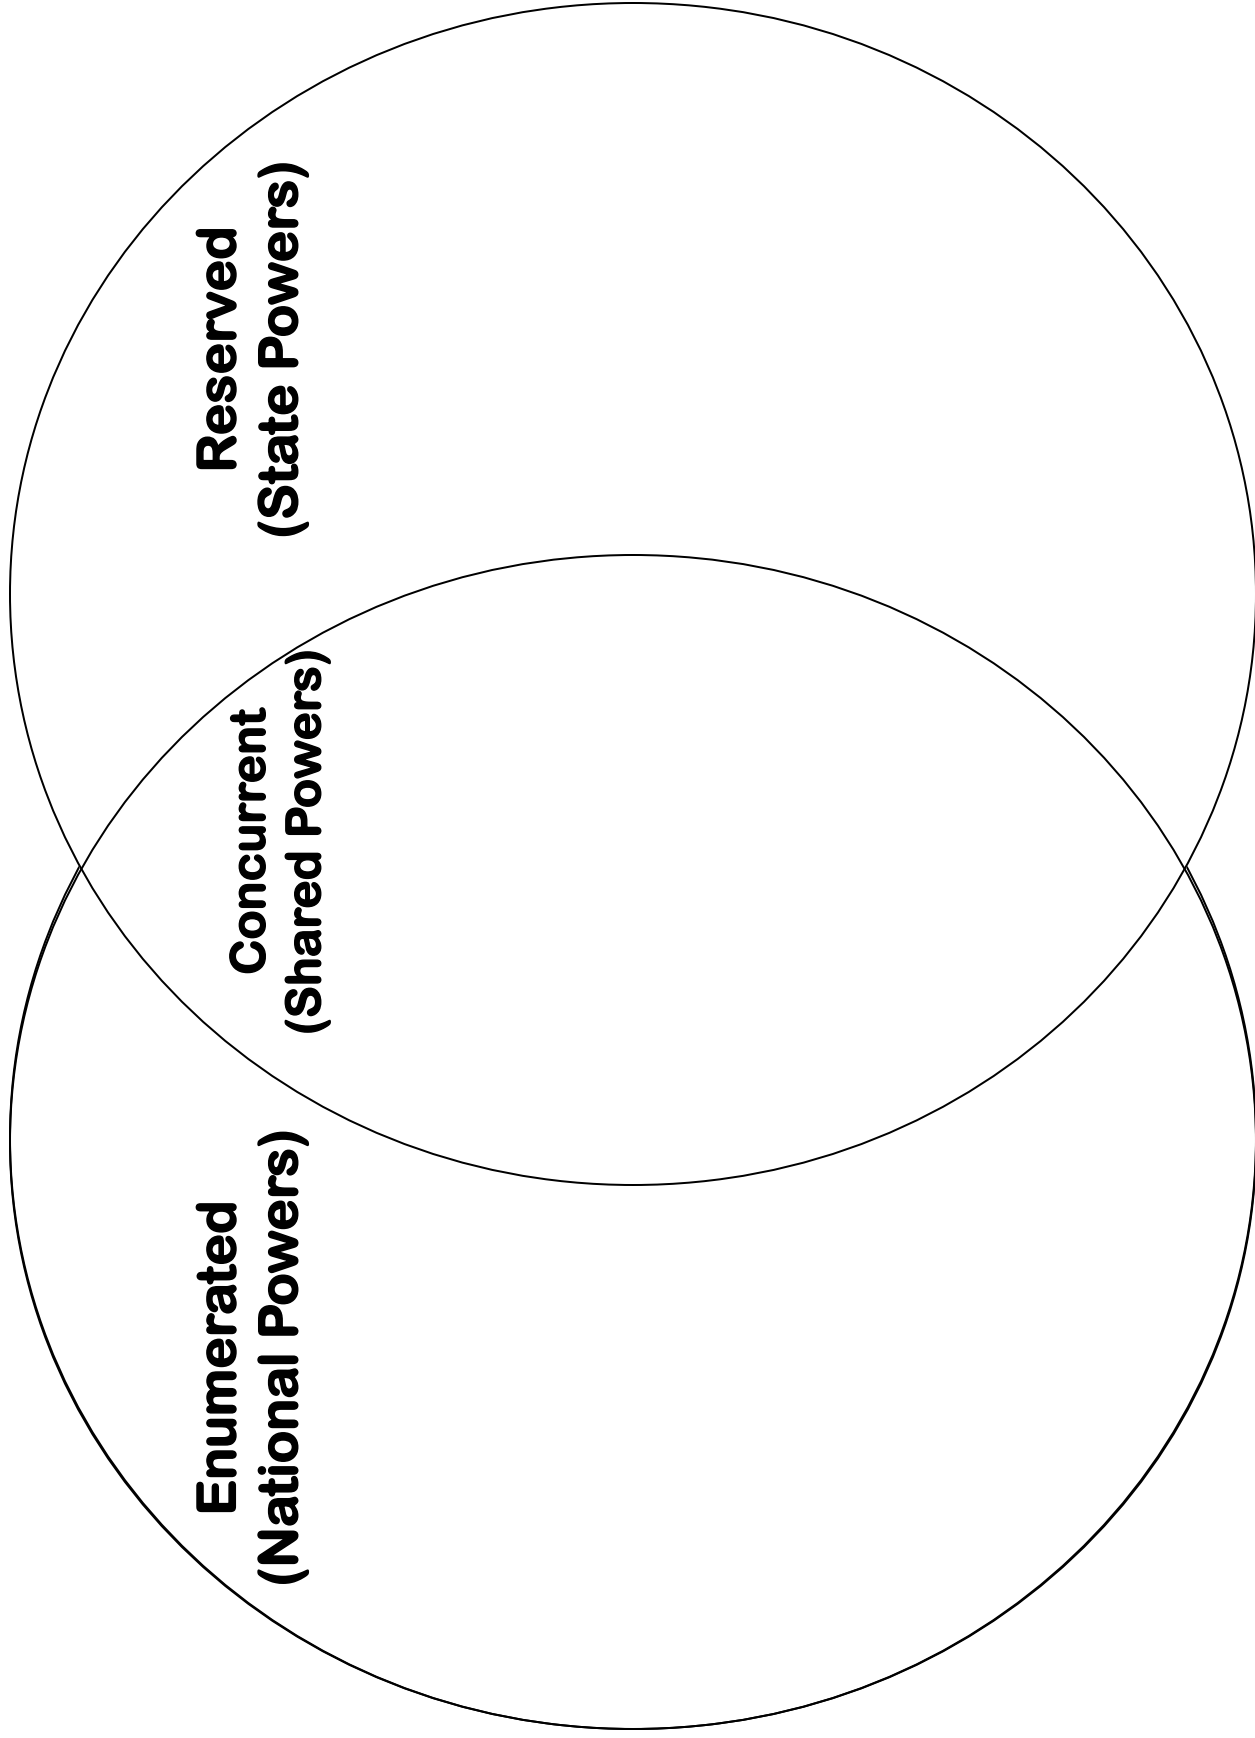 Enumerated
(National Powers)
Concurrent
(Shared Powers)
Reserved
(State Powers)